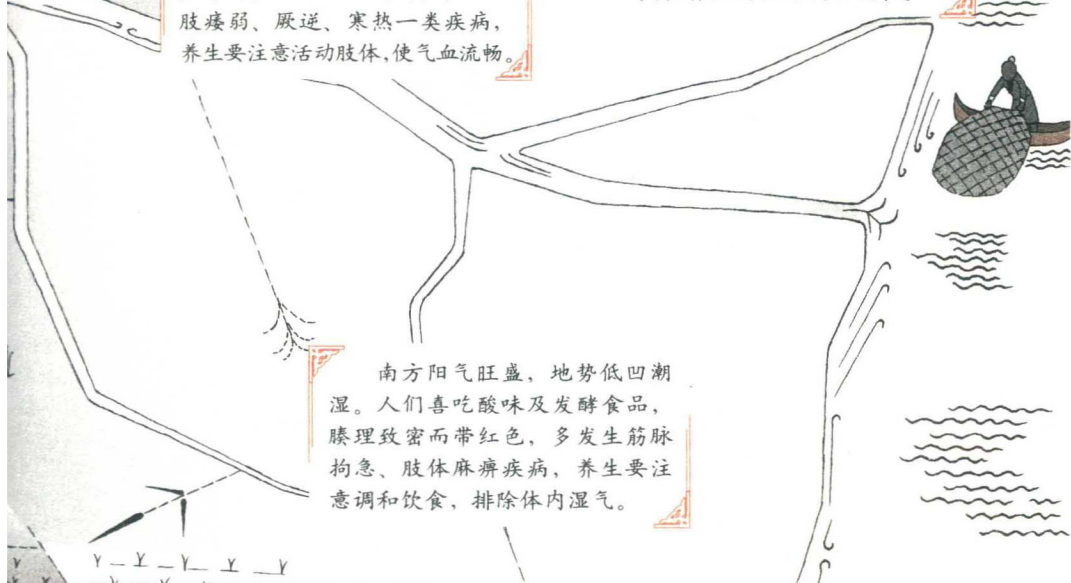 肢痿弱、厥逆、寒热一类疾病，
养生要注意活动肢体，使气血流畅。
南方阳气旺盛，地势低凹潮
湿。人们喜吃酸味及发酵食品，
腠理致密而带红色，多发生筋脉
拘急、肢体麻痹疾病，养生要注
意调和饮食，排除体内湿气。